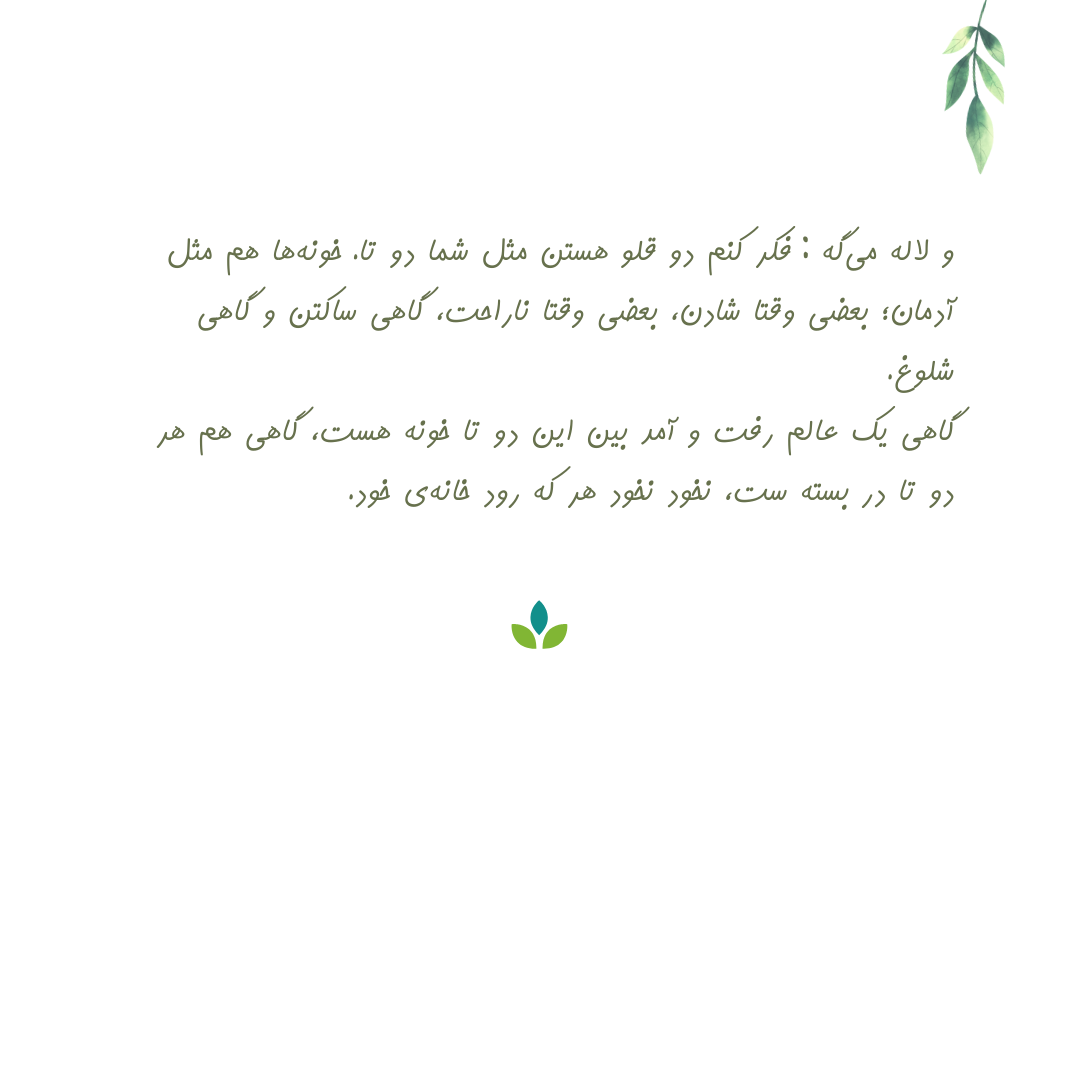 و لاله می‌گه : فکر کنم دو قلو هستن مثل شما دو تا. خونه‌ها هم مثل
آدمان؛ بعضی وقتا شادن، بعضی وقتا ناراحت، گاهی ساکتن و گاهی
شلوغ.
گاهی یک عالم رفت و آمد بین این دو تا خونه هست، گاهی هم هر
دو تا در بسته ست، نخود نخود هر که رود خانه‌ی خود.